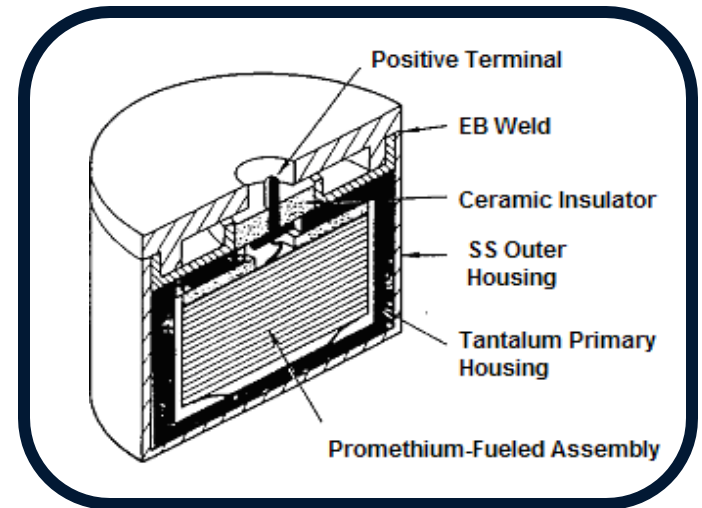 Positive Terminal
EB Weld
Ceramic Insulator
SS Outer
Housing
Tantalum Primary
Housing
Promethium-Fueled Assembly